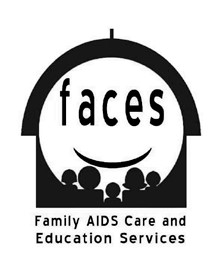 faces
Family AIDS Care and
Education Services